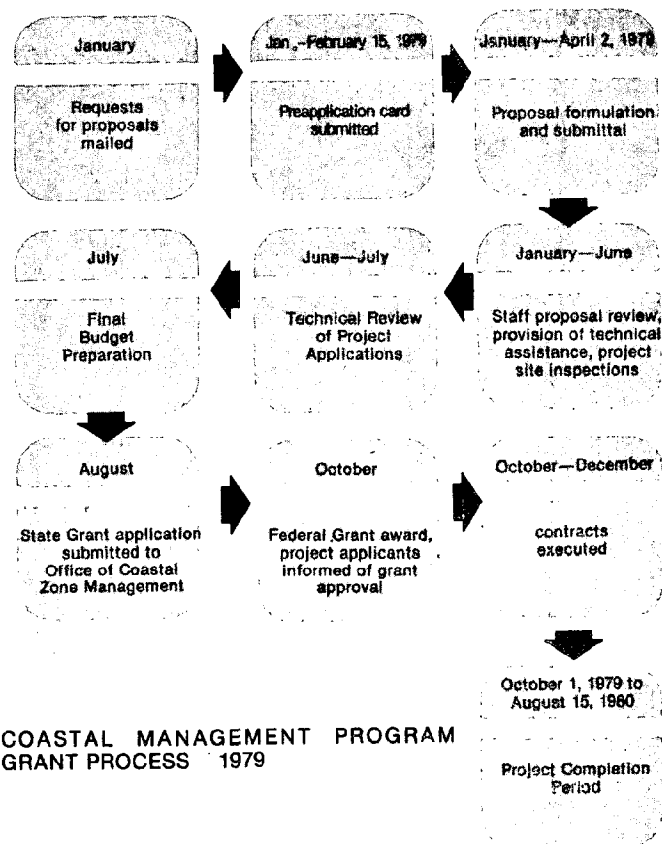 January
Requests
for proposals
mailed
Jan.-February 15, 1979
Preapplication card
submitted
January—April 2, 1979
Proposal formulation
and submittal
January—June
Staff proposal review,
provision of technical
assistance, project
site inspections
June—July
Technical Review
of Project
Applications
July
Final
Budget
Preparation
August
State Grant application
submitted to
Office of Coastal
Zone Management
October
Federal Grant award,
project applicants
informed of grant
approval
October—December
contracts
executed
October 1, 1979 to
August 15, 1980
Project Completion
Period
COASTAL MANAGEMENT PROGRAM
GRANT PROCESS 1979